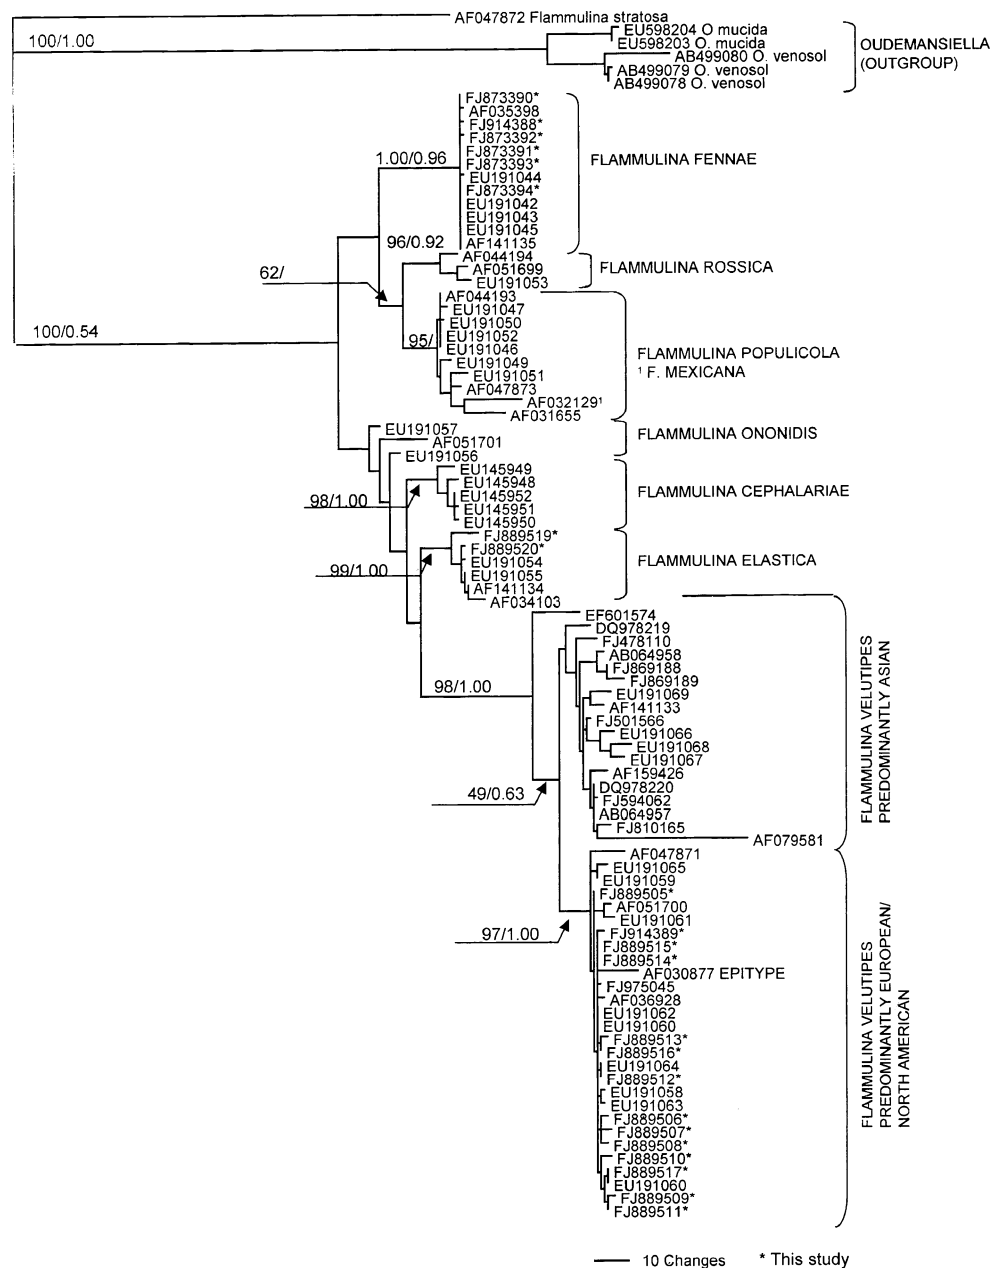 AF047872 Flammulina stratosa
100/1.00
EU598204 O mucida
EU598203 O. mucida
AB499080 O. venosol
AB499079 O. venosol
AB499078 O. venosol
OUDEMANSIELLA
(OUTGROUP)
FJ873390*
AF035398
FJ914388*
FJ873392*
FJ873391*
FJ873393*
EU191044
FJ873394*
EU191042
EU191043
EU191045
AF141135
1.00/0.96
FLAMMULINA FENNAE
96/0.92
AF044194
AF051699
EU191053
FLAMMULINA ROSSICA
62/
100/0.54
AF044193
EU191047
EU191050
EU191052
EU191046
EU191049
EU191051
AF047873
AF032129¹
AF031655
95/
FLAMMULINA POPULICOLA
¹ F. MEXICANA
EU191057
AF051701
EU191056
FLAMMULINA ONONIDIS
EU145949
EU145948
EU145952
EU145951
EU145950
98/1.00
FLAMMULINA CEPHALARIAE
FJ889519*
FJ889520*
EU191054
EU191055
AF141134
AF034103
99/1.00
FLAMMULINA ELASTICA
98/1.00
EF601574
DQ978219
FJ478110
AB064958
FJ869188
FJ869189
EU191069
AF141133
FJ501566
EU191066
EU191068
EU191067
AF159426
DQ978220
FJ594062
AB064957
FJ810165
AF079581
49/0.63
FLAMMULINA VELUTIPES
PREDOMINANTLY ASIAN
AF047871
EU191065
EU191059
FJ889505*
AF051700
EU191061
FJ914389*
FJ889515*
FJ889514*
AF030877 EPITYPE
FJ975045
AF036928
EU191062
EU191060
FJ889513*
FJ889516*
EU191064
FJ889512*
EU191058
EU191063
FJ889506*
FJ889507*
FJ889508*
FJ889510*
FJ889517*
EU191060
FJ889509*
FJ889511*
97/1.00
FLAMMULINA VELUTIPES
PREDOMINANTLY EUROPEAN/
NORTH AMERICAN
10 Changes
* This study